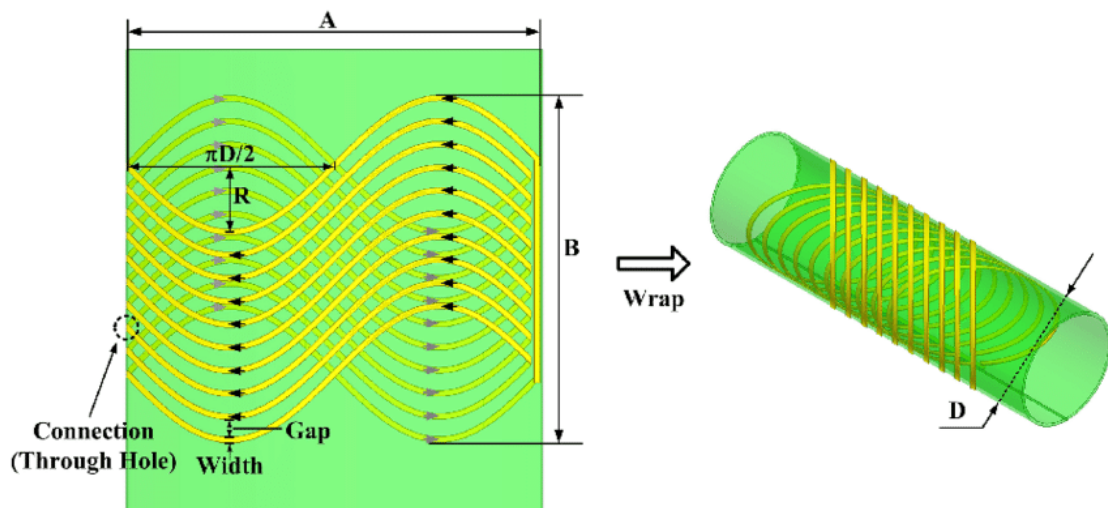 A
πD/2
R
B
Wrap
D
Connection
(Through Hole)
Gap
Width